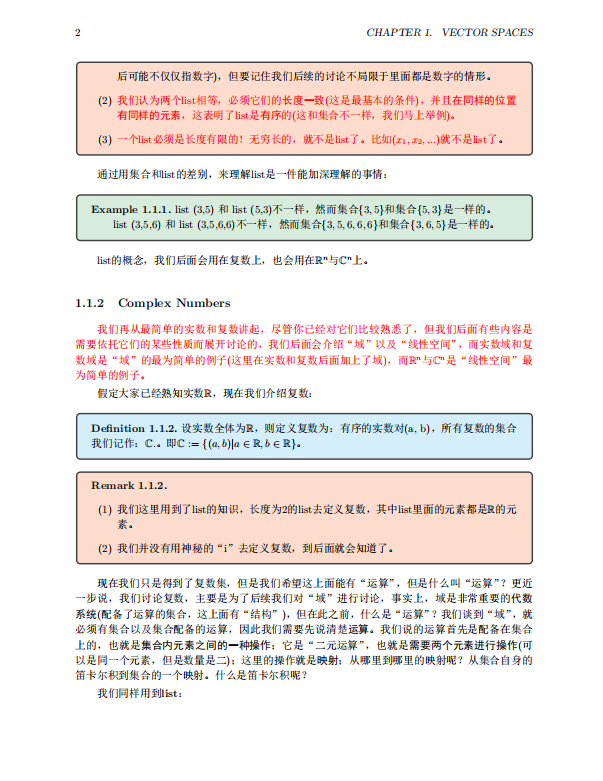 2 CHAPTER 1. VECTOR SPACES
后可能不仅仅指数字)，但要记住我们后续的讨论不局限于里面都是数字的情形。
(2) 我们认为两个list相等，必须它们的长度一致(这是最基本的条件)，并且在同样的位置
有同样的元素，这表明了list是有序的(这和集合不一样，我们马上举例)。
(3) 一个list必须是长度有限的！无穷长的，就不是list了。比如(x₁, x₂, ...)就不是list了。
通过用集合和list的差别，来理解list是一件能加深理解的事情：
Example 1.1.1. list (3,5) 和 list (5,3)不一样，然而集合{3, 5}和集合{5, 3}是一样的。
list (3,5,6) 和 list (3,5,6,6)不一样，然而集合{3, 5, 6, 6, 6}和集合{3, 6, 5}是一样的。
list的概念，我们后面会用在复数上，也会用在ℝⁿ与ℂⁿ上。
1.1.2 Complex Numbers
我们再从最简单的实数和复数讲起，尽管你已经对它们比较熟悉了，但我们后面有些内容是
需要依托它们的某些性质而展开讨论的，我们后面会介绍“域”以及“线性空间”，而实数域和复
数域是“域”的最为简单的例子(这里在实数和复数后面加上了域)，而ℝⁿ与ℂⁿ是“线性空间”最
为简单的例子。
假定大家已经熟知实数ℝ，现在我们介绍复数：
Definition 1.1.2. 设实数全体为ℝ，则定义复数为：有序的实数对(a, b)，所有复数的集合
我们记作：ℂ.。即ℂ := {(a, b)|a ∈ ℝ, b ∈ ℝ}。
Remark 1.1.2.
(1) 我们这里用到了list的知识，长度为2的list去定义复数，其中list里面的元素都是ℝ的元
素。
(2) 我们并没有用神秘的“i”去定义复数，到后面就会知道了。
现在我们只是得到了复数集，但是我们希望这上面能有“运算”，但是什么叫“运算”？更近
一步说，我们讨论复数，主要是为了后续我们对“域”进行讨论，事实上，域是非常重要的代数
系统(配备了运算的集合，这上面有“结构”)，但在此之前，什么是“运算”？我们谈到“域”，就
必须有集合以及集合配备的运算，因此我们需要先说清楚运算。我们说的运算首先是配备在集合
上的，也就是集合内元素之间的一种操作；它是“二元运算”，也就是需要两个元素进行操作(可
以是同一个元素，但是数量是二)；这里的操作就是映射；从哪里到哪里的映射呢？从集合自身的
笛卡尔积到集合的一个映射。什么是笛卡尔积呢？
我们同样用到list：